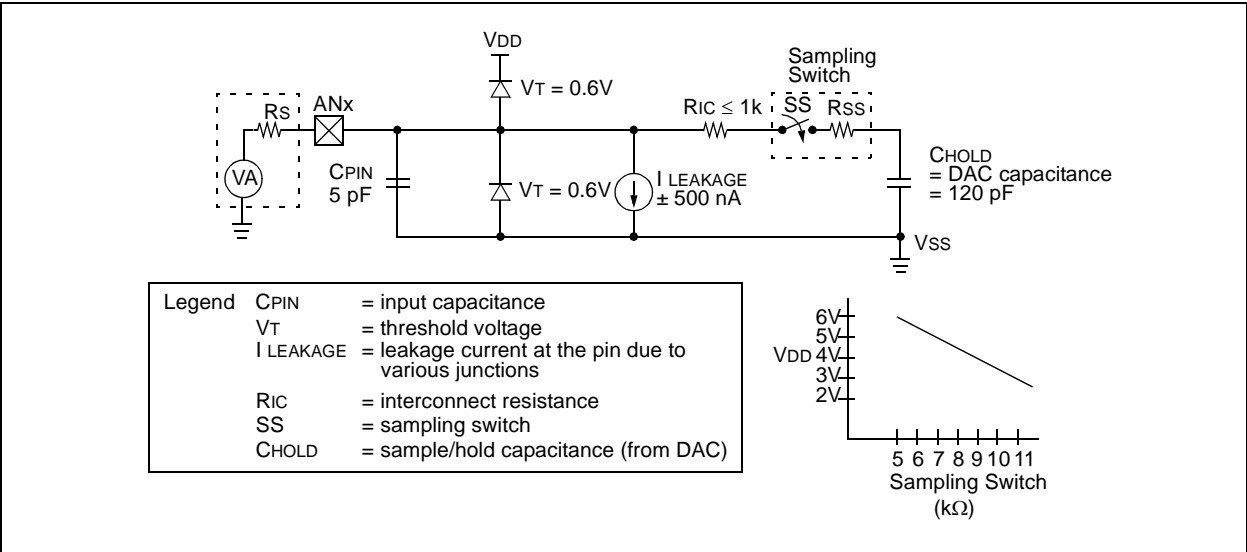 VDD
VT = 0.6V
Sampling
Switch
RS
ANx
RIC ≤ 1k
SS
RSS
VA
CPIN
5 pF
VT = 0.6V
I LEAKAGE
± 500 nA
CHOLD
= DAC capacitance
= 120 pF
VSS
Legend CPIN = input capacitance
VT = threshold voltage
I LEAKAGE = leakage current at the pin due to
various junctions
RIC = interconnect resistance
SS = sampling switch
CHOLD = sample/hold capacitance (from DAC)
6V
5V
VDD 4V
3V
2V
5 6 7 8 9 10 11
Sampling Switch
(kΩ)